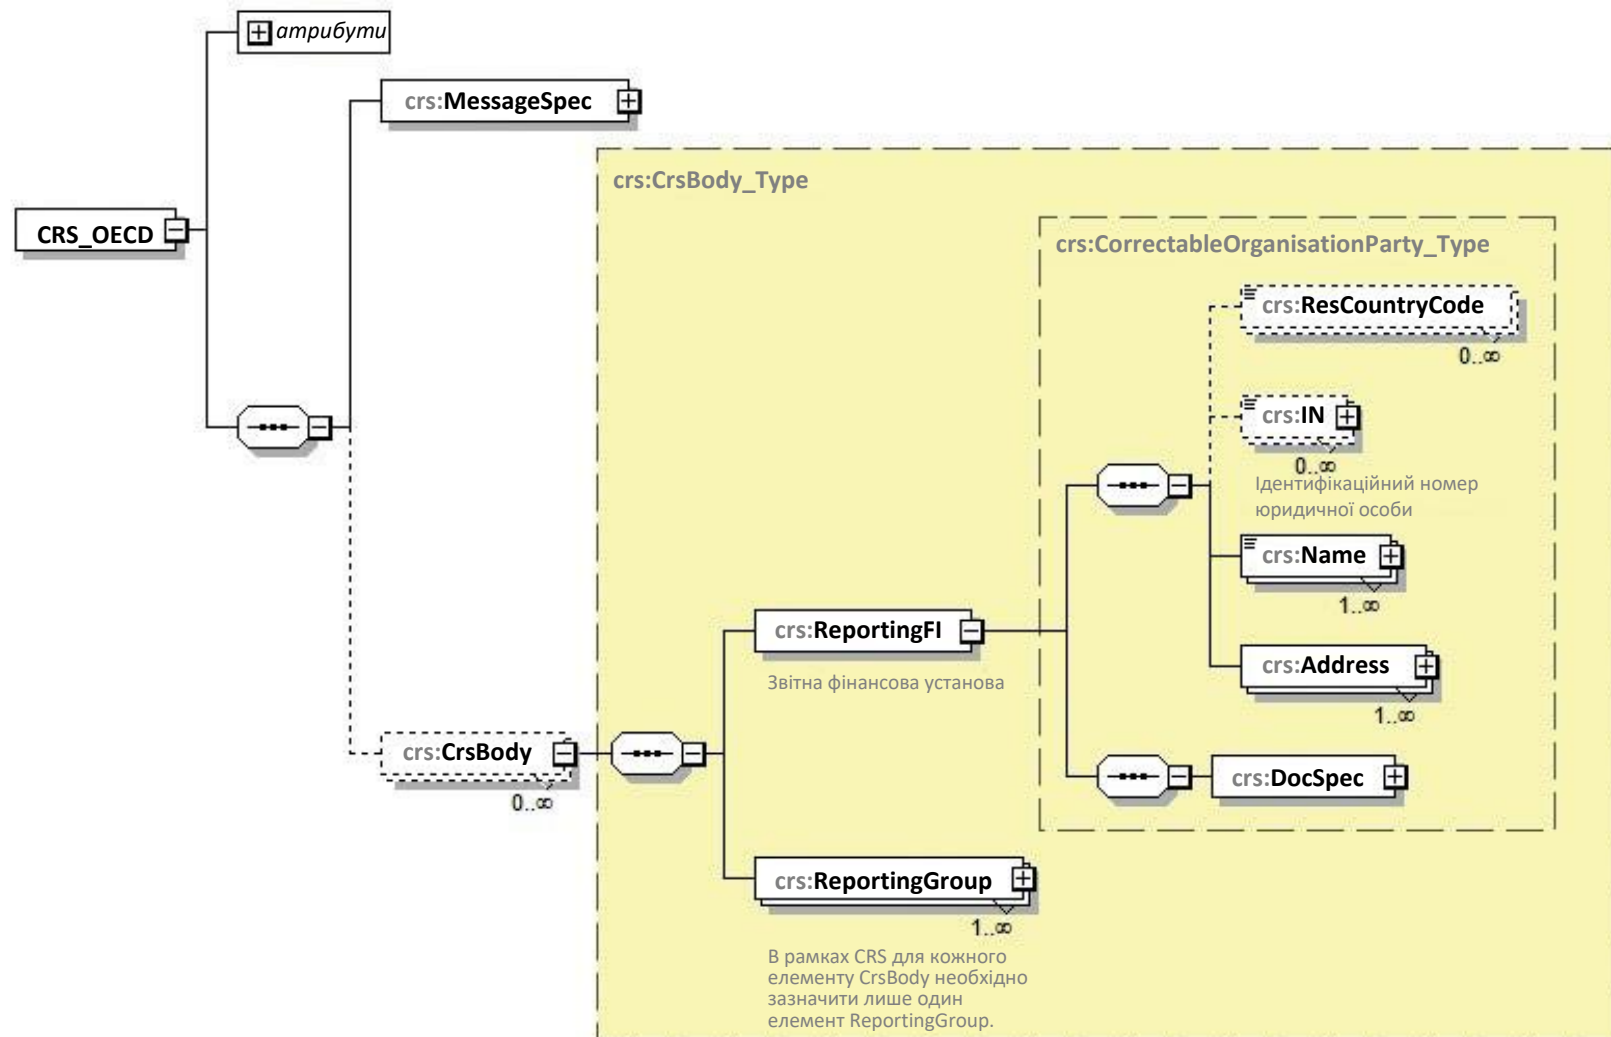 атрибути
crs:MessageSpec
crs:CrsBody_Type
CRS_OECD
crs:CorrectableOrganisationParty_Type
crs:ResCountryCode
0..∞
crs:IN
0..∞
Ідентифікаційний номер
юридичної особи
crs:Name
1..∞
crs:ReportingFI
Звітна фінансова установа
crs:Address
1..∞
crs:CrsBody
0..∞
crs:DocSpec
crs:ReportingGroup
1..∞
В рамках CRS для кожного
елементу CrsBody необхідно
зазначити лише один
елемент ReportingGroup.